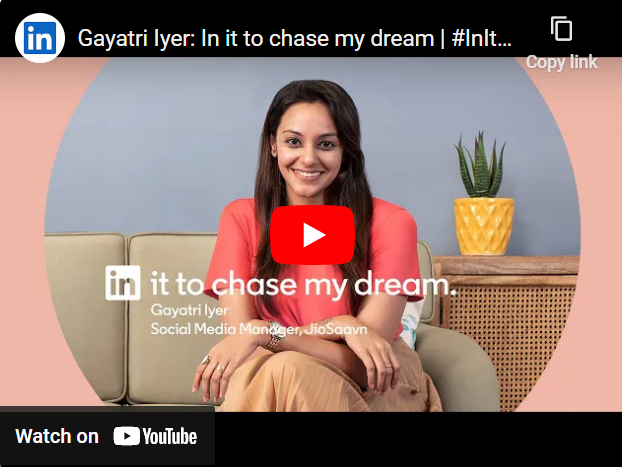 in
Gayatri Iyer: In it to chase my dream | #InIt...
Copy link
in it to chase my dream.
Gayatri Iyer
Social Media Manager, JioSaavn
Watch on YouTube